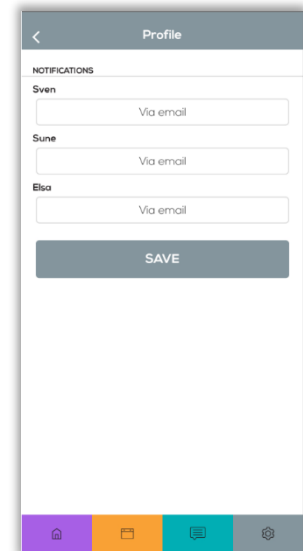 Profile
NOTIFICATIONS
Sven
Via email
Sune
Via email
Elsa
Via email
SAVE